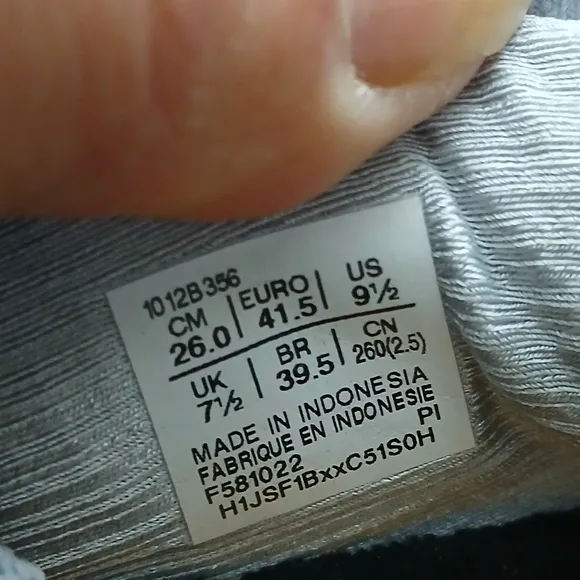 1012B356
CM EURO US
26.0 41.5 9½
UK BR CN
7½ 39.5 260(2.5)
MADE IN INDONESIA
FABRIQUE EN INDONESIE
F581022 PI
H1JSF1BxxC51S0H